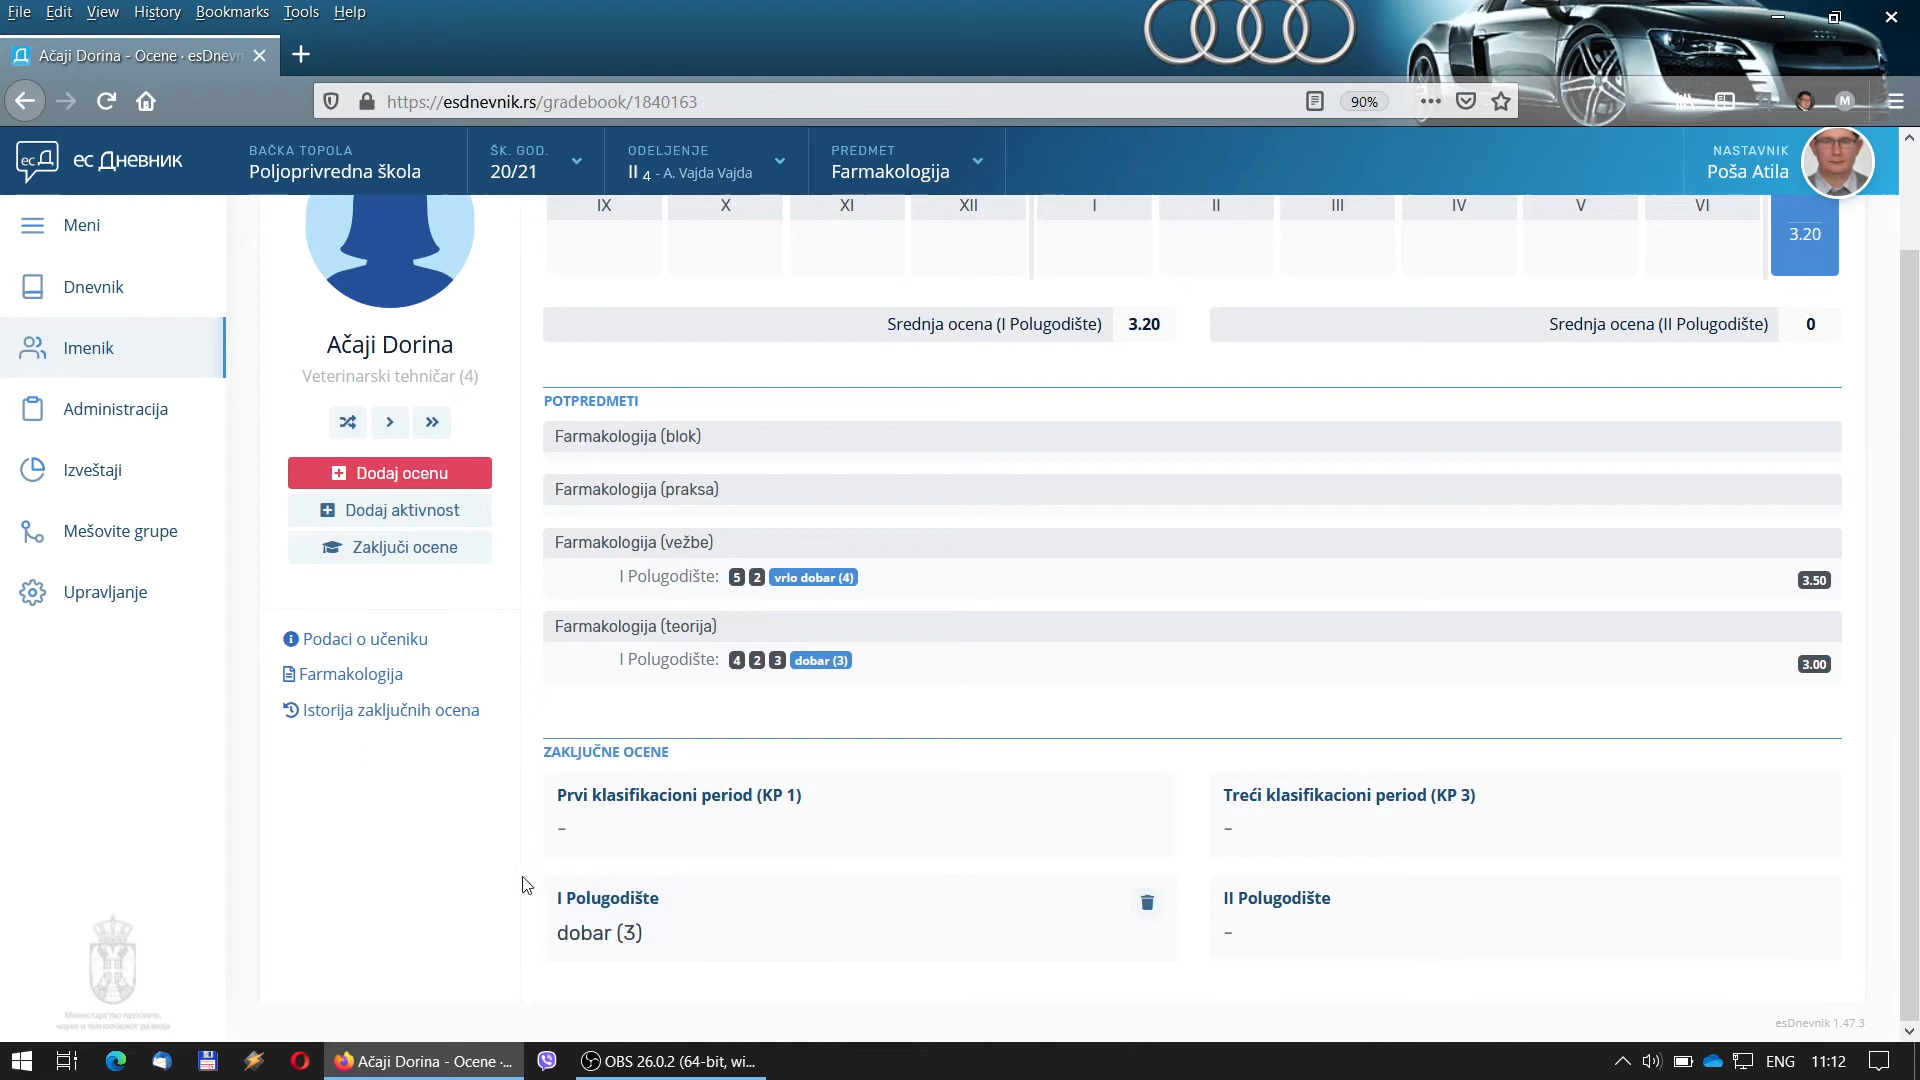 File Edit View History Bookmarks Tools Help
Ačaji Dorina - Ocene · esDnevn
https://esdnevnik.rs/gradebook/1840163
90%
M
ес Дневник
BAČKA TOPOLA
Poljoprivredna škola
ŠK. GOD.
20/21
ODELJENJE
II 4 - A. Vajda Vajda
PREDMET
Farmakologija
NASTAVNIK
Poša Atila
Meni
Dnevnik
Imenik
Administracija
Izveštaji
Mešovite grupe
Upravljanje
Министарство просвете,
науке и технолошког развоја
Ačaji Dorina
Veterinarski tehničar (4)
Dodaj ocenu
Dodaj aktivnost
Zaključi ocene
Podaci o učeniku
Farmakologija
Istorija zaključnih ocena
IX X XI XII I II III IV V VI
3.20
Srednja ocena (I Polugodište) 3.20
Srednja ocena (II Polugodište) 0
POTPREDMETI
Farmakologija (blok)
Farmakologija (praksa)
Farmakologija (vežbe)
I Polugodište: 5 2 vrlo dobar (4) 3.50
Farmakologija (teorija)
I Polugodište: 4 2 3 dobar (3) 3.00
ZAKLJUČNE OCENE
Prvi klasifikacioni period (KP 1)
–
Treći klasifikacioni period (KP 3)
–
I Polugodište
dobar (3)
II Polugodište
–
esDnevnik 1.47.3
Ačaji Dorina - Ocene ·...
OBS 26.0.2 (64-bit, wi...
ENG 11:12